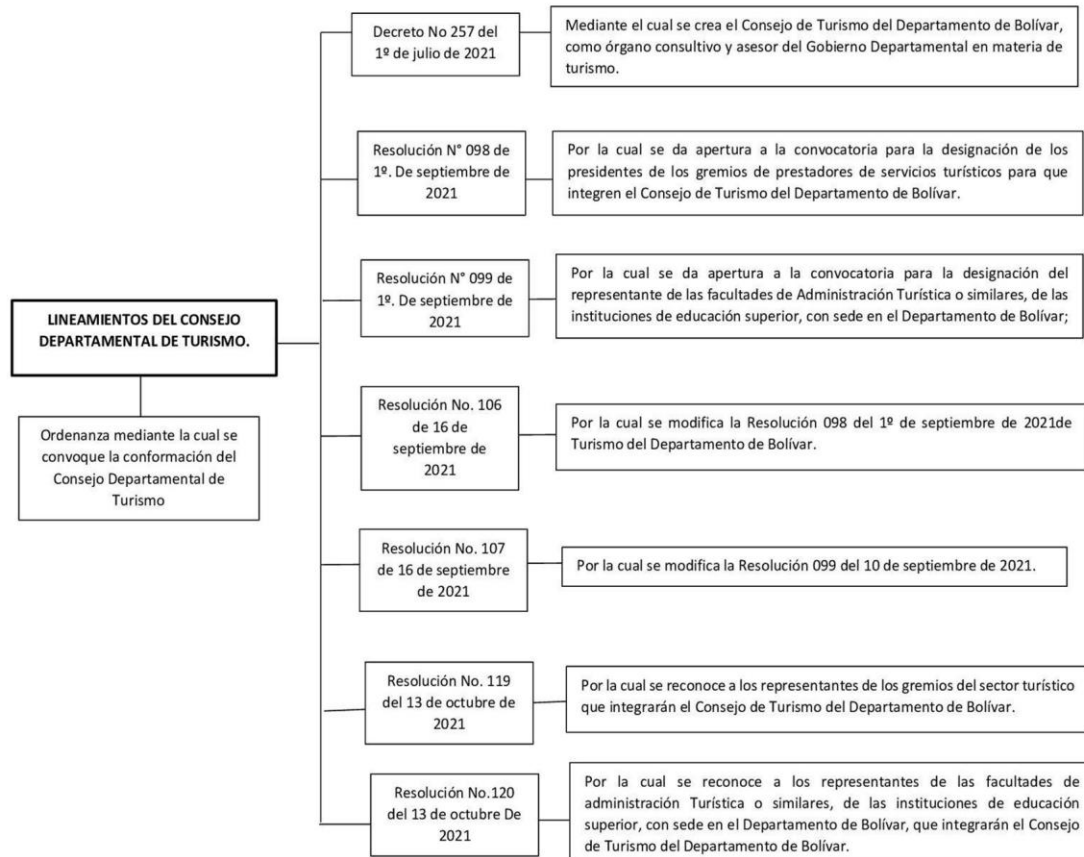 LINEAMIENTOS DEL CONSEJO
DEPARTAMENTAL DE TURISMO.
Ordenanza mediante la cual se
convoque la conformación del
Consejo Departamental de
Turismo
Decreto No 257 del
1º de julio de 2021
Mediante el cual se crea el Consejo de Turismo del Departamento de Bolívar,
como órgano consultivo y asesor del Gobierno Departamental en materia de
turismo.
Resolución N° 098 de
1º. De septiembre de
2021
Por la cual se da apertura a la convocatoria para la designación de los
presidentes de los gremios de prestadores de servicios turísticos para que
integren el Consejo de Turismo del Departamento de Bolívar.
Resolución N° 099 de
1º. De septiembre de
2021
Por la cual se da apertura a la convocatoria para la designación del
representante de las facultades de Administración Turística o similares, de las
instituciones de educación superior, con sede en el Departamento de Bolívar;
Resolución No. 106
de 16 de
septiembre de
2021
Por la cual se modifica la Resolución 098 del 1º de septiembre de 2021de
Turismo del Departamento de Bolívar.
Resolución No. 107
de 16 de septiembre
de 2021
Por la cual se modifica la Resolución 099 del 10 de septiembre de 2021.
Resolución No. 119
del 13 de octubre de
2021
Por la cual se reconoce a los representantes de los gremios del sector turístico
que integrarán el Consejo de Turismo del Departamento de Bolívar.
Resolución No.120
del 13 de octubre De
2021
Por la cual se reconoce a los representantes de las facultades de
administración Turística o similares, de las instituciones de educación
superior, con sede en el Departamento de Bolívar, que integrarán el Consejo
de Turismo del Departamento de Bolívar.